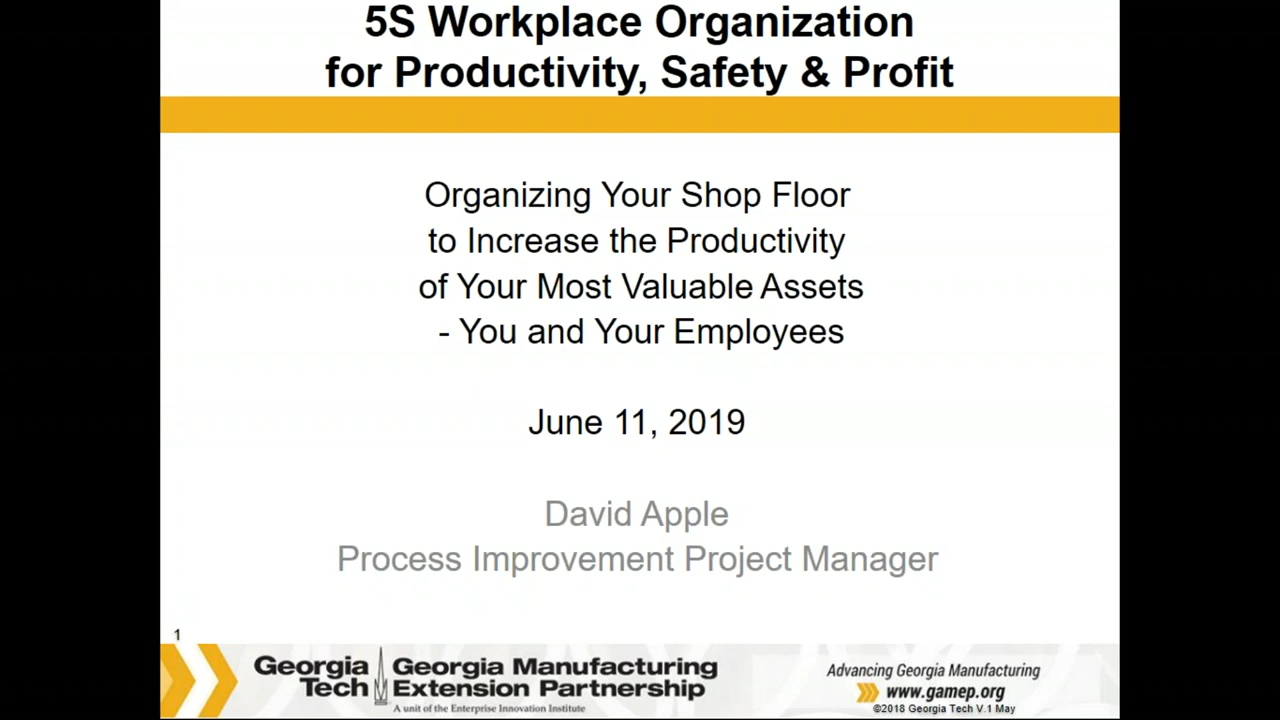 5S Workplace Organization
for Productivity, Safety & Profit
Organizing Your Shop Floor
to Increase the Productivity
of Your Most Valuable Assets
- You and Your Employees
June 11, 2019
David Apple
Process Improvement Project Manager
1
Georgia Tech
Georgia Manufacturing
Extension Partnership
A unit of the Enterprise Innovation Institute
Advancing Georgia Manufacturing
www.gamep.org
©2018 Georgia Tech V.1 May